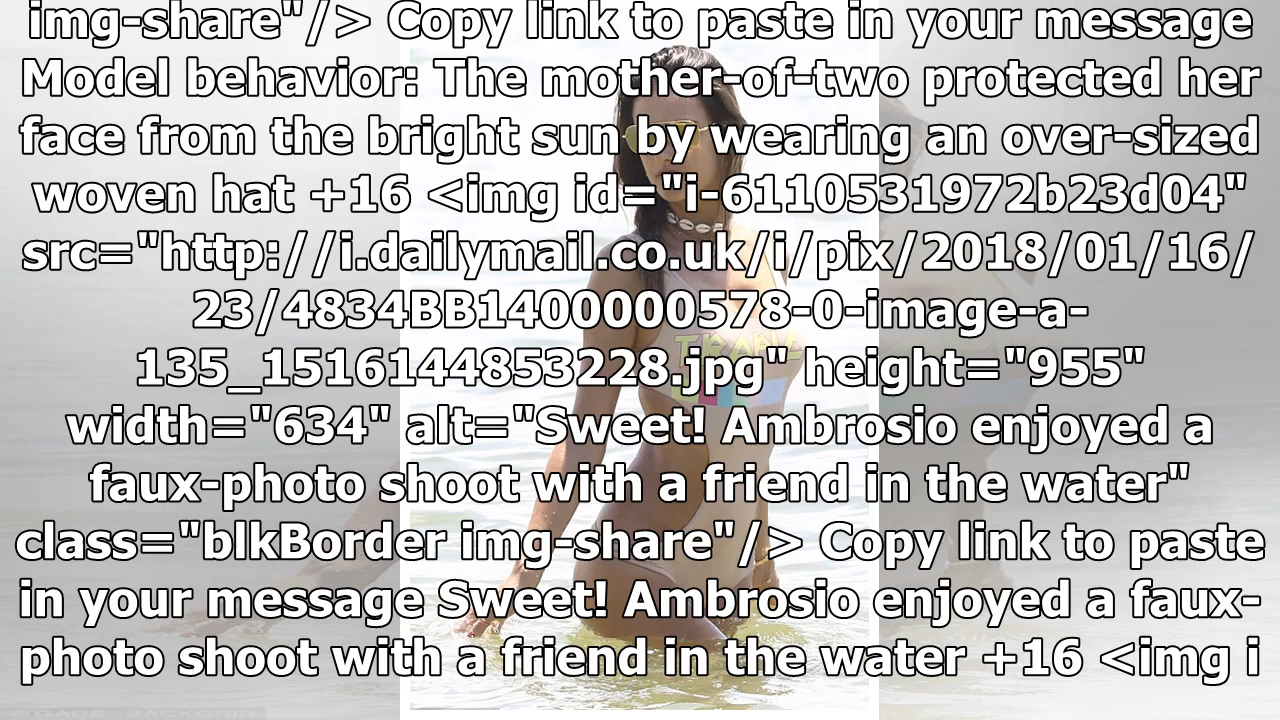 img-share"/> Copy link to paste in your message
Model behavior: The mother-of-two protected her
face from the bright sun by wearing an over-sized
woven hat +16 <img id="i-6110531972b23d04"
src="http://i.dailymail.co.uk/i/pix/2018/01/16/
23/4834BB1400000578-0-image-a-
135_1516144853228.jpg" height="955"
width="634" alt="Sweet! Ambrosio enjoyed a
faux-photo shoot with a friend in the water"
class="blkBorder img-share"/> Copy link to paste
in your message Sweet! Ambrosio enjoyed a faux-
photo shoot with a friend in the water +16 <img i